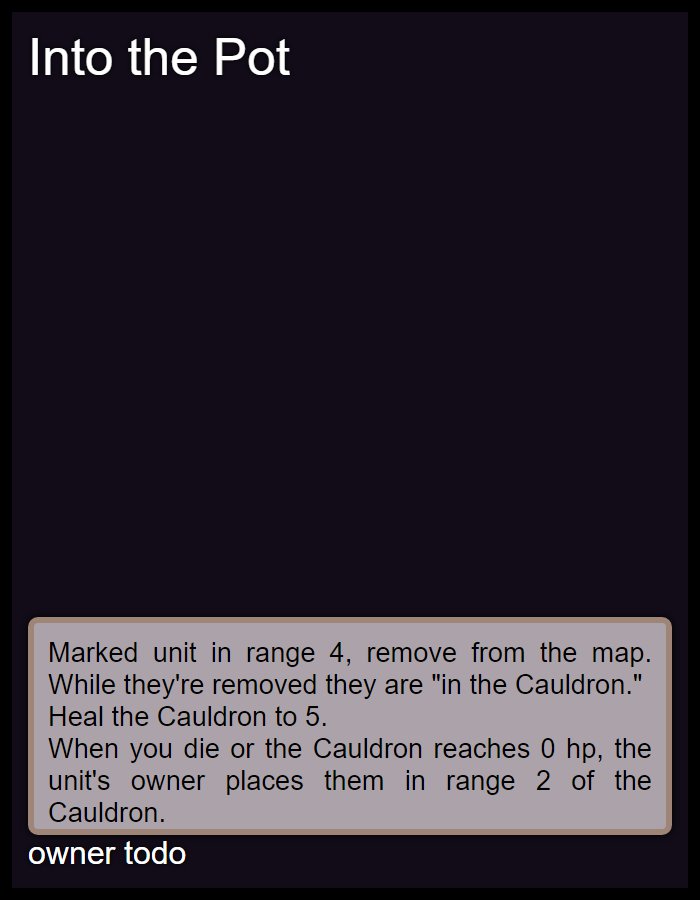 Into the Pot
Marked unit in range 4, remove from the map.
While they're removed they are "in the Cauldron."
Heal the Cauldron to 5.
When you die or the Cauldron reaches 0 hp, the
unit's owner places them in range 2 of the
Cauldron.
owner todo